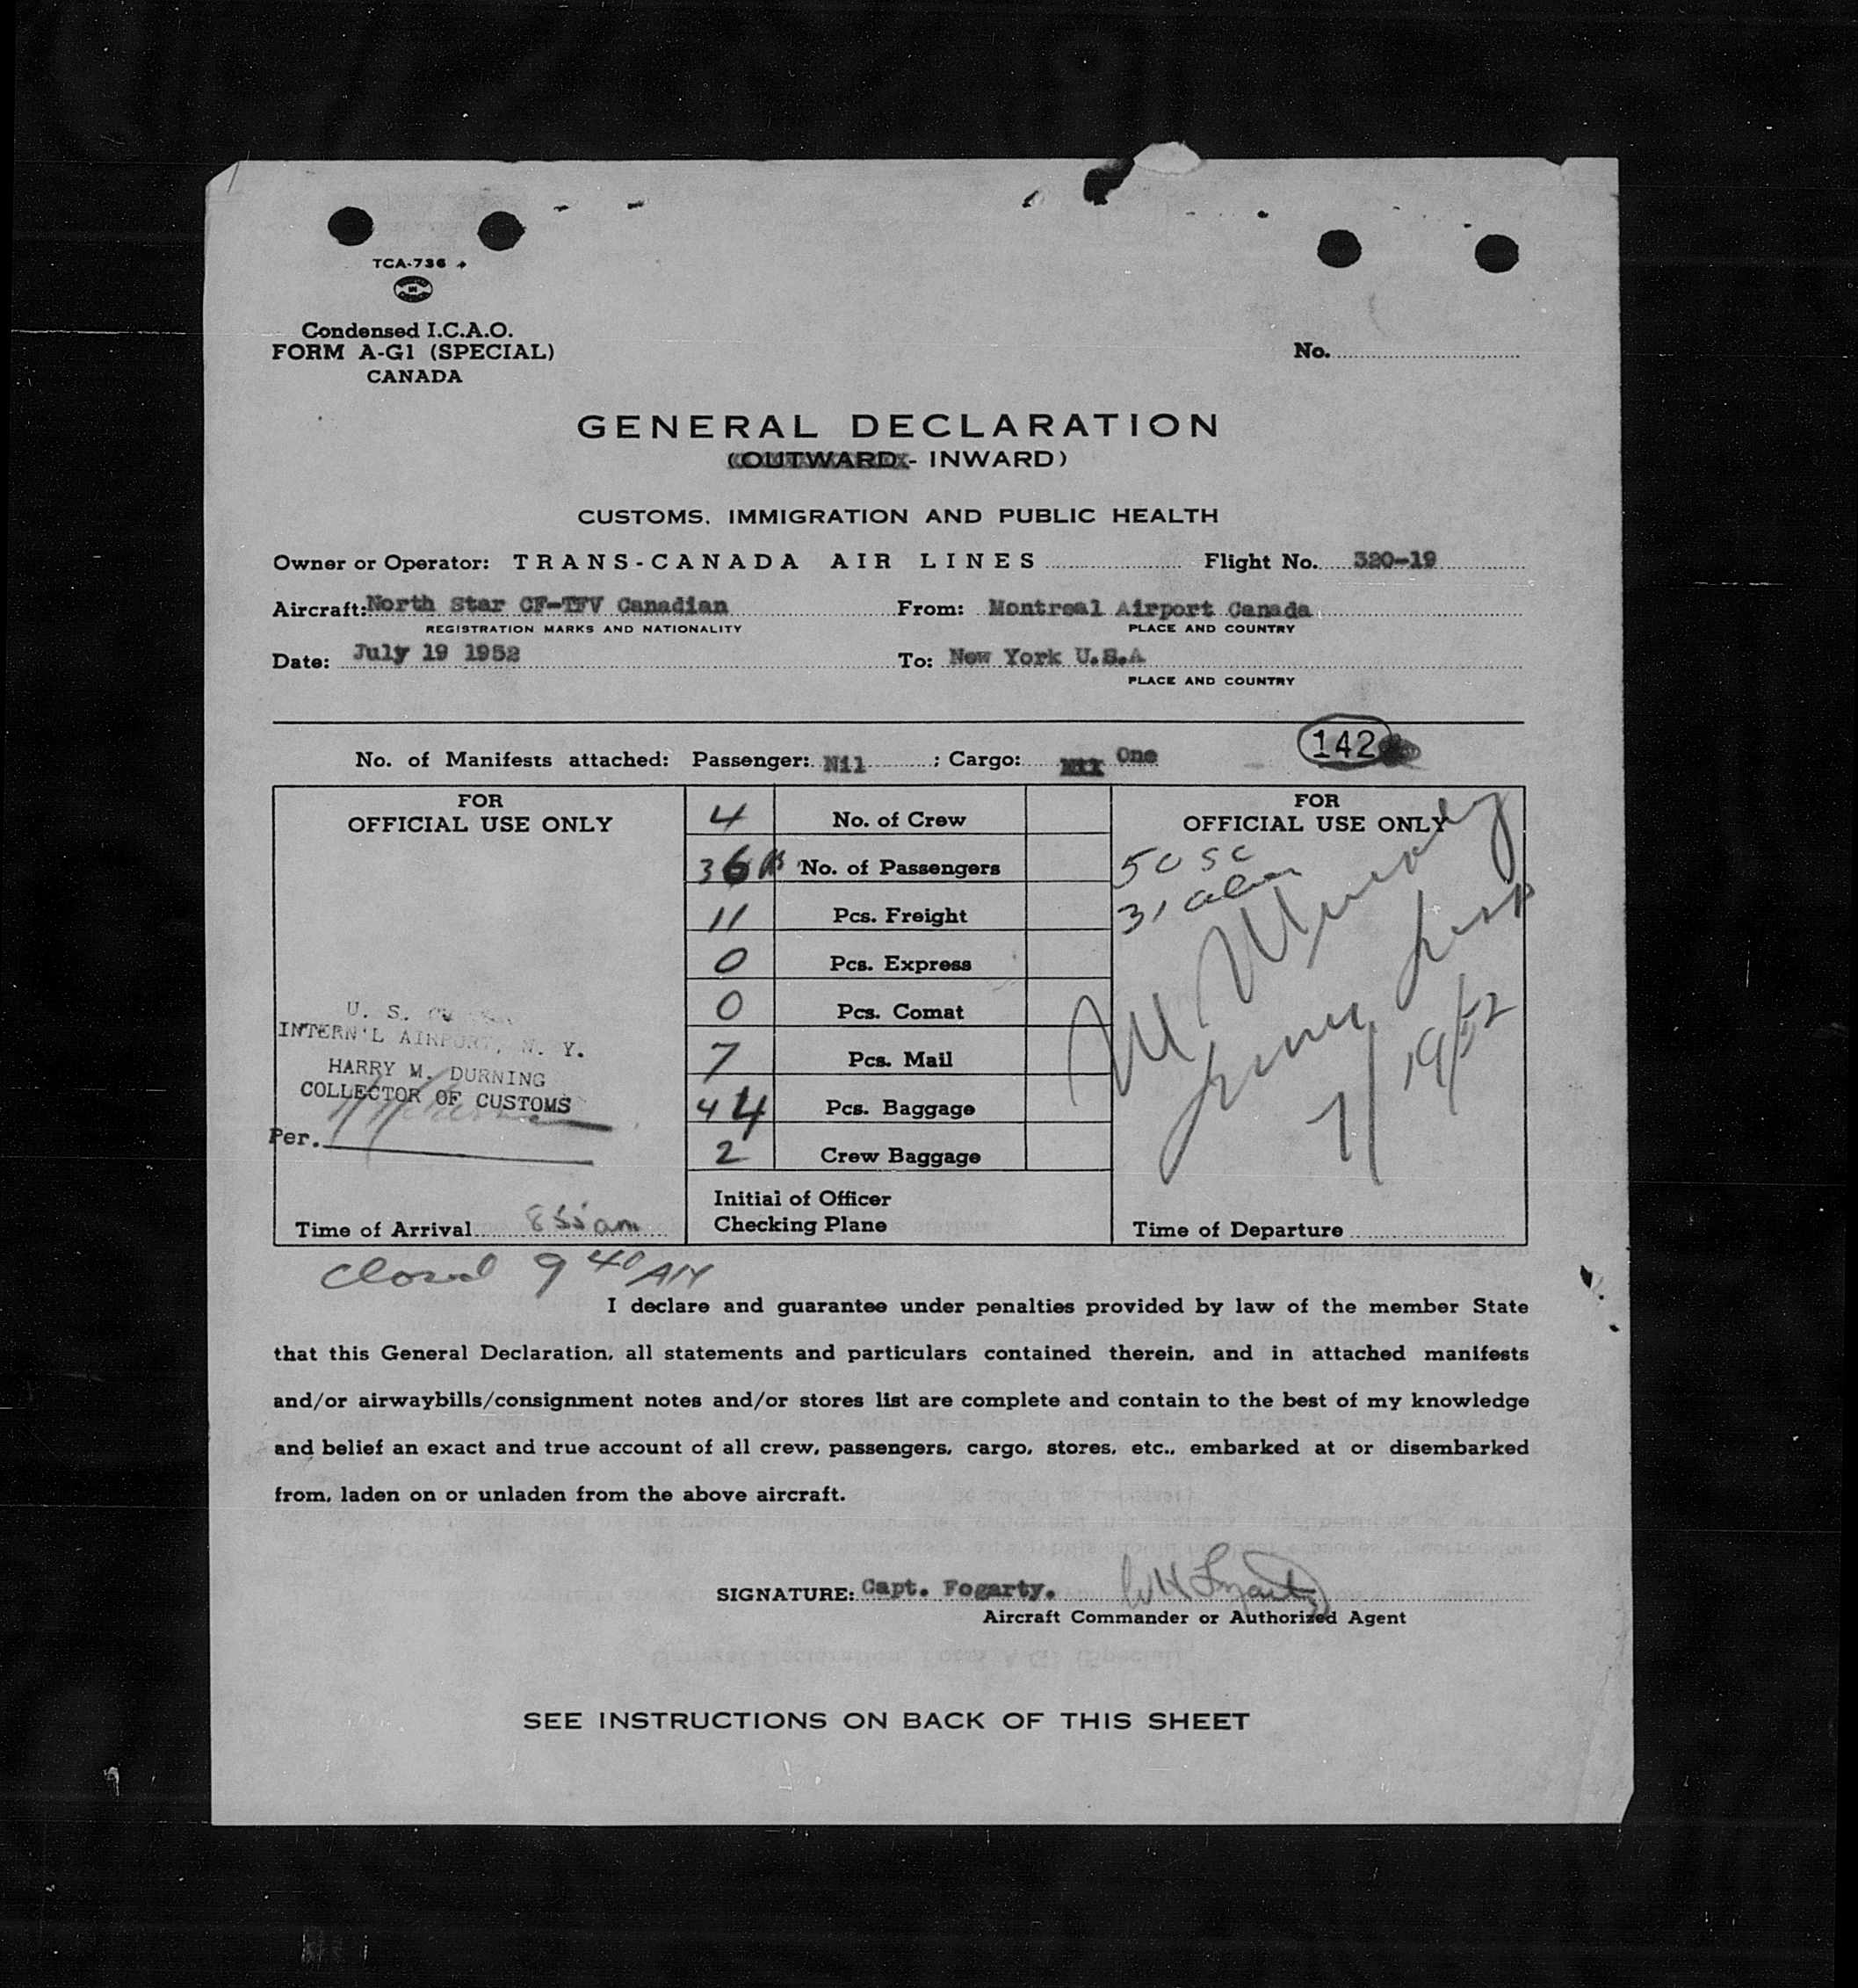 TCA-736
Condensed I.C.A.O.
FORM A-G1 (SPECIAL)
CANADA
No.
GENERAL DECLARATION
(OUTWARD - INWARD)
CUSTOMS, IMMIGRATION AND PUBLIC HEALTH
Owner or Operator: TRANS-CANADA AIR LINES Flight No. 320-19
Aircraft: North Star CF-TFV Canadian From: Montreal Airport Canada
REGISTRATION MARKS AND NATIONALITY PLACE AND COUNTRY
Date: July 19 1952 To: New York U.S.A
PLACE AND COUNTRY
142
No. of Manifests attached: Passenger: Nil ; Cargo: Nil One
FOR
OFFICIAL USE ONLY
4 No. of Crew
36 No. of Passengers
11 Pcs. Freight
0 Pcs. Express
0 Pcs. Comat
7 Pcs. Mail
44 Pcs. Baggage
2 Crew Baggage
Initial of Officer
Checking Plane
FOR
OFFICIAL USE ONLY
5 USC
31 alien
7/19/52
U. S.
INTERN'L AIRPORT, N. Y.
HARRY M. DURNING
COLLECTOR OF CUSTOMS
Per.
Time of Arrival 8 55 am
Time of Departure
Closed 9 40 AM
I declare and guarantee under penalties provided by law of the member State
that this General Declaration, all statements and particulars contained therein, and in attached manifests
and/or airwaybills/consignment notes and/or stores list are complete and contain to the best of my knowledge
and belief an exact and true account of all crew, passengers, cargo, stores, etc., embarked at or disembarked
from, laden on or unladen from the above aircraft.
SIGNATURE: Capt. Fogarty. WH Fogarty
Aircraft Commander or Authorized Agent
SEE INSTRUCTIONS ON BACK OF THIS SHEET